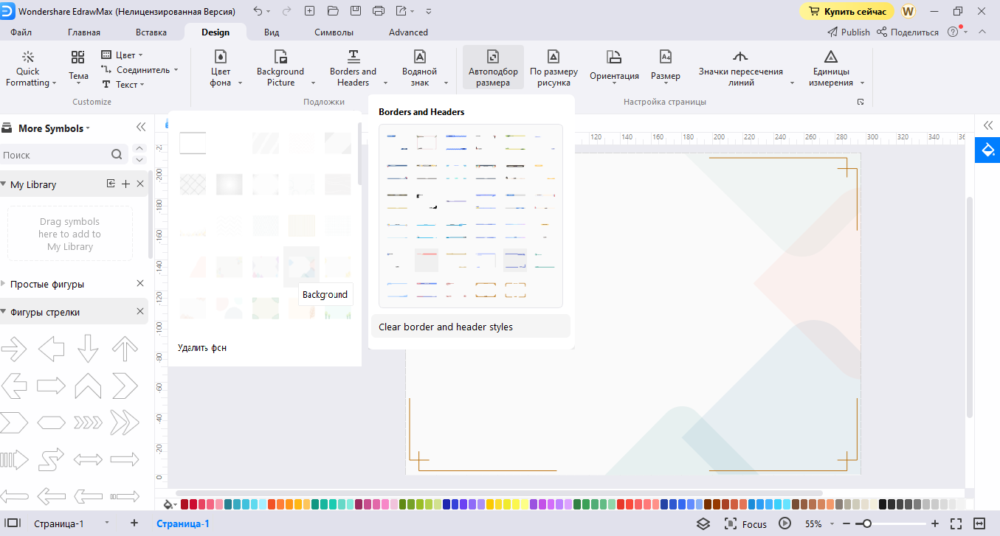 Wondershare EdrawMax (Нелицензированная Версия)
Купить сейчас
W
Файл
Главная
Вставка
Design
Вид
Символы
Advanced
Publish
Поделиться
Quick
Formatting
Тема
Цвет
Соединитель
Текст
Цвет
фона
Background
Picture
Borders and
Headers
Водяной
знак
Автоподбор
размера
По размеру
рисунка
Ориентация
Размер
Значки пересечения
линий
Единицы
измерения
Customize
Подложки
Настройка страницы
More Symbols
Поиск
My Library
Drag symbols
here to add to
My Library
Простые фигуры
Фигуры стрелки
Background
Удалить фон
Borders and Headers
Clear border and header styles
120 140 160 180 200 220 240 260 280 300 320 340
-200
-180
-160
-140
-120
-100
-80
-60
-40
-20
0
Страница-1
Страница-1
Focus
55%